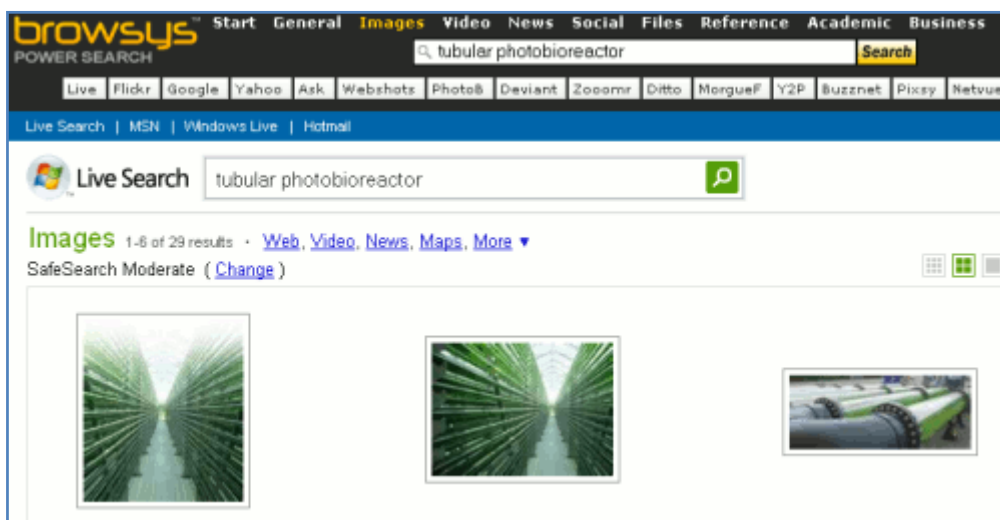 browsys™ Start General Images Video News Social Files Reference Academic Business
POWER SEARCH tubular photobioreactor Search
Live Flickr Google Yahoo Ask Webshots Photo8 Deviant Zooomr Ditto MorgueF Y2P Buzznet Pixsy Netvue
Live Search | MSN | Windows Live | Hotmail
Live Search tubular photobioreactor
Images 1-6 of 29 results · Web, Video, News, Maps, More ▼
SafeSearch Moderate ( Change )